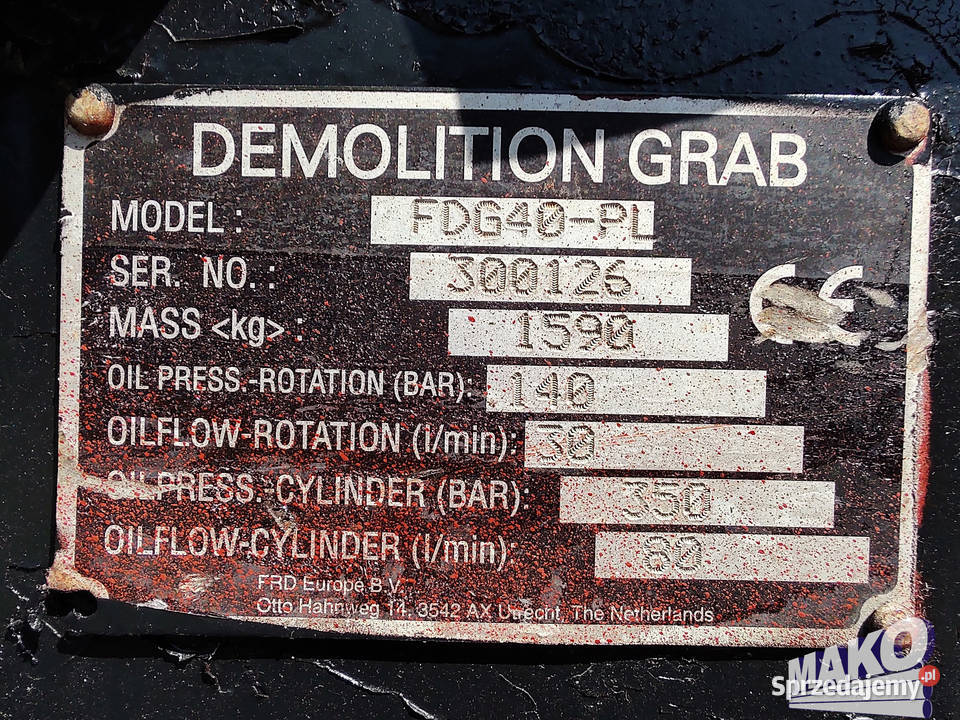 DEMOLITION GRAB
MODEL : FDG40-PL
SER. NO. : 300126
MASS <kg> : 1590
OIL PRESS.-ROTATION (BAR): 140
OILFLOW-ROTATION (l/min): 30
OILPRESS.-CYLINDER (BAR): 350
OILFLOW-CYLINDER (l/min): 80
CE
FRD Europe B.V.
Otto Hahnweg 14, 3542 AX Utrecht, The Netherlands
MAKO
Sprzedajemy.pl